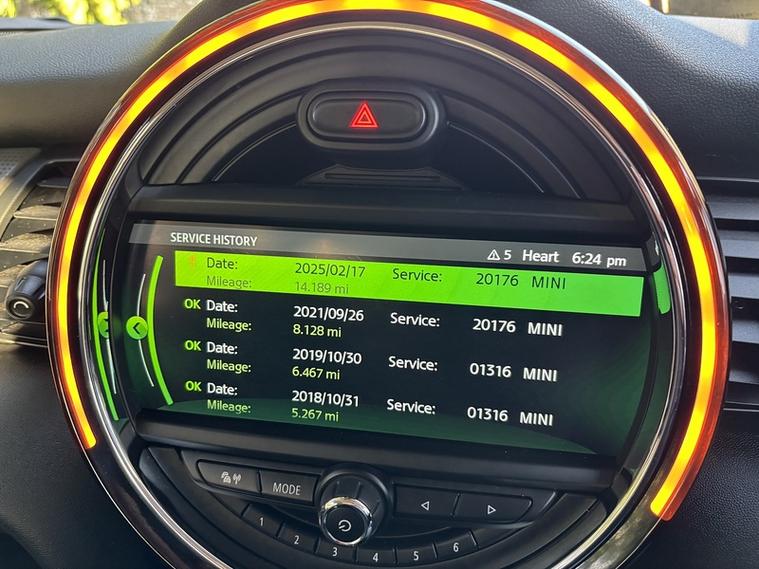 SERVICE HISTORY
5 Heart 6:24 pm
Date: 2025/02/17 Service: 20176 MINI
Mileage: 14.189 mi
OK Date: 2021/09/26 Service: 20176 MINI
Mileage: 8.128 mi
OK Date: 2019/10/30 Service: 01316 MINI
Mileage: 6.467 mi
OK Date: 2018/10/31 Service: 01316 MINI
Mileage: 5.267 mi
MODE
1 2 3 4 5 6